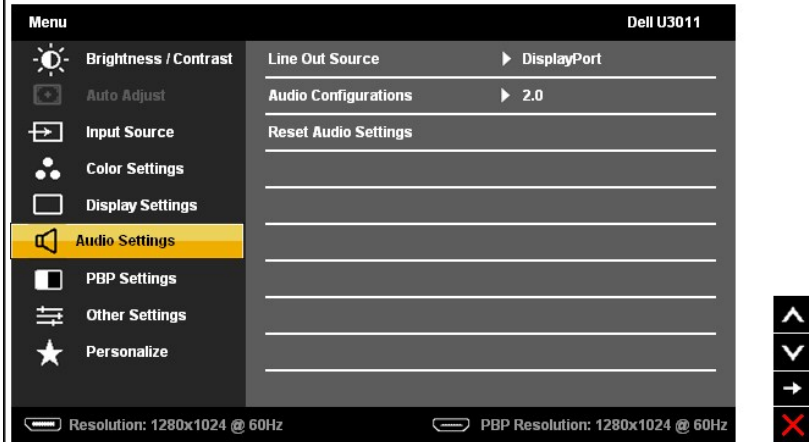 Menu Dell U3011
Brightness / Contrast Line Out Source DisplayPort
Auto Adjust Audio Configurations 2.0
Input Source Reset Audio Settings
Color Settings
Display Settings
Audio Settings
PBP Settings
Other Settings
Personalize
Resolution: 1280x1024 @ 60Hz PBP Resolution: 1280x1024 @ 60Hz